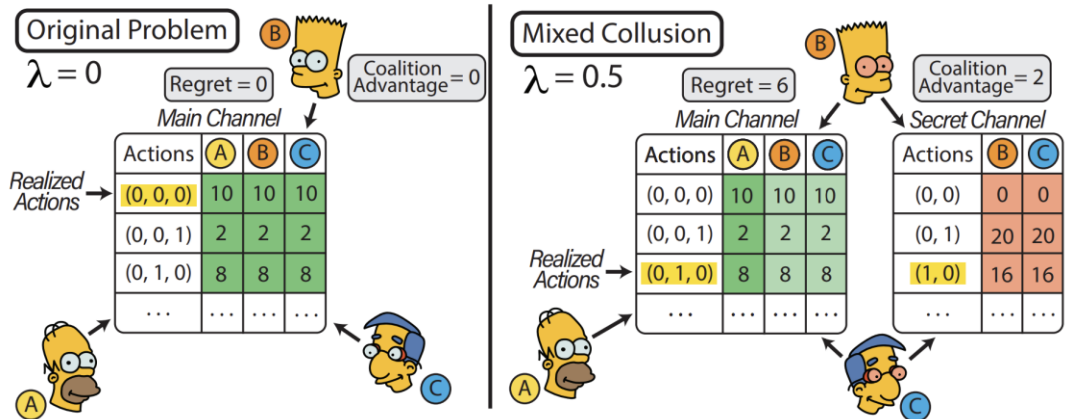 Original Problem
λ = 0
B
Regret = 0
Coalition
Advantage = 0
Main Channel
Actions A B C
Realized
Actions
(0, 0, 0) 10 10 10
(0, 0, 1) 2 2 2
(0, 1, 0) 8 8 8
... ... ... ...
A
C
Mixed Collusion
λ = 0.5
B
Regret = 6
Coalition
Advantage = 2
Main Channel
Actions A B C
(0, 0, 0) 10 10 10
(0, 0, 1) 2 2 2
Realized
Actions
(0, 1, 0) 8 8 8
... ... ... ...
Secret Channel
Actions B C
(0, 0) 0 0
(0, 1) 20 20
(1, 0) 16 16
... ... ...
A
C